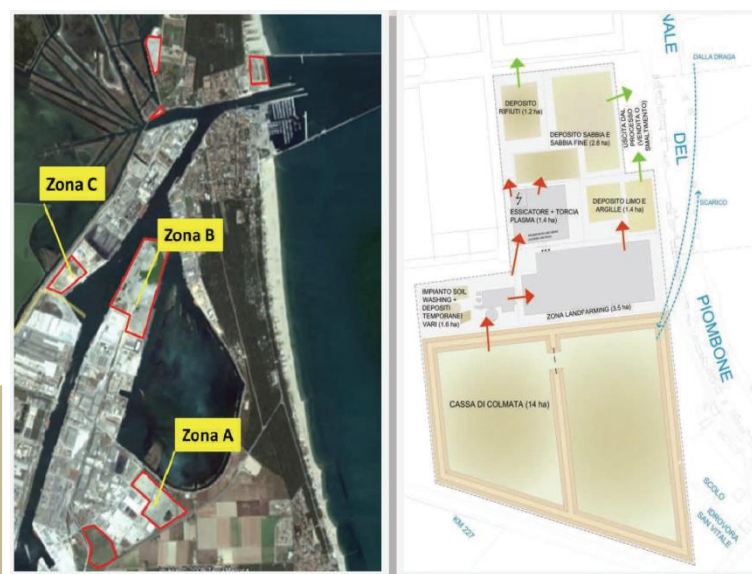 Zona C
Zona B
Zona A
NALE
DEL
PIOMBONE
DALLA DRAGA
SCARICO
DEPOSITO
RIFIUTI (1.2 ha)
DEPOSITO SABBIA E
SABBIA FINE (2.6 ha)
USCITA DAL
PROCESSO
(VENDITA O
SMALTIMENTO)
ESSICATORE + TORCIA
PLASMA (1.4 ha)
DEPOSITO LIMO E
ARGILLE (1.4 ha)
IMPIANTO SOIL
WASHING +
DEPOSITI
TEMPORANEI
VARI (1.6 ha)
ZONA LANDFARMING (3.5 ha)
CASSA DI COLMATA (14 ha)
SCOLO
IDROVORA
SAN VITALE
KM 227